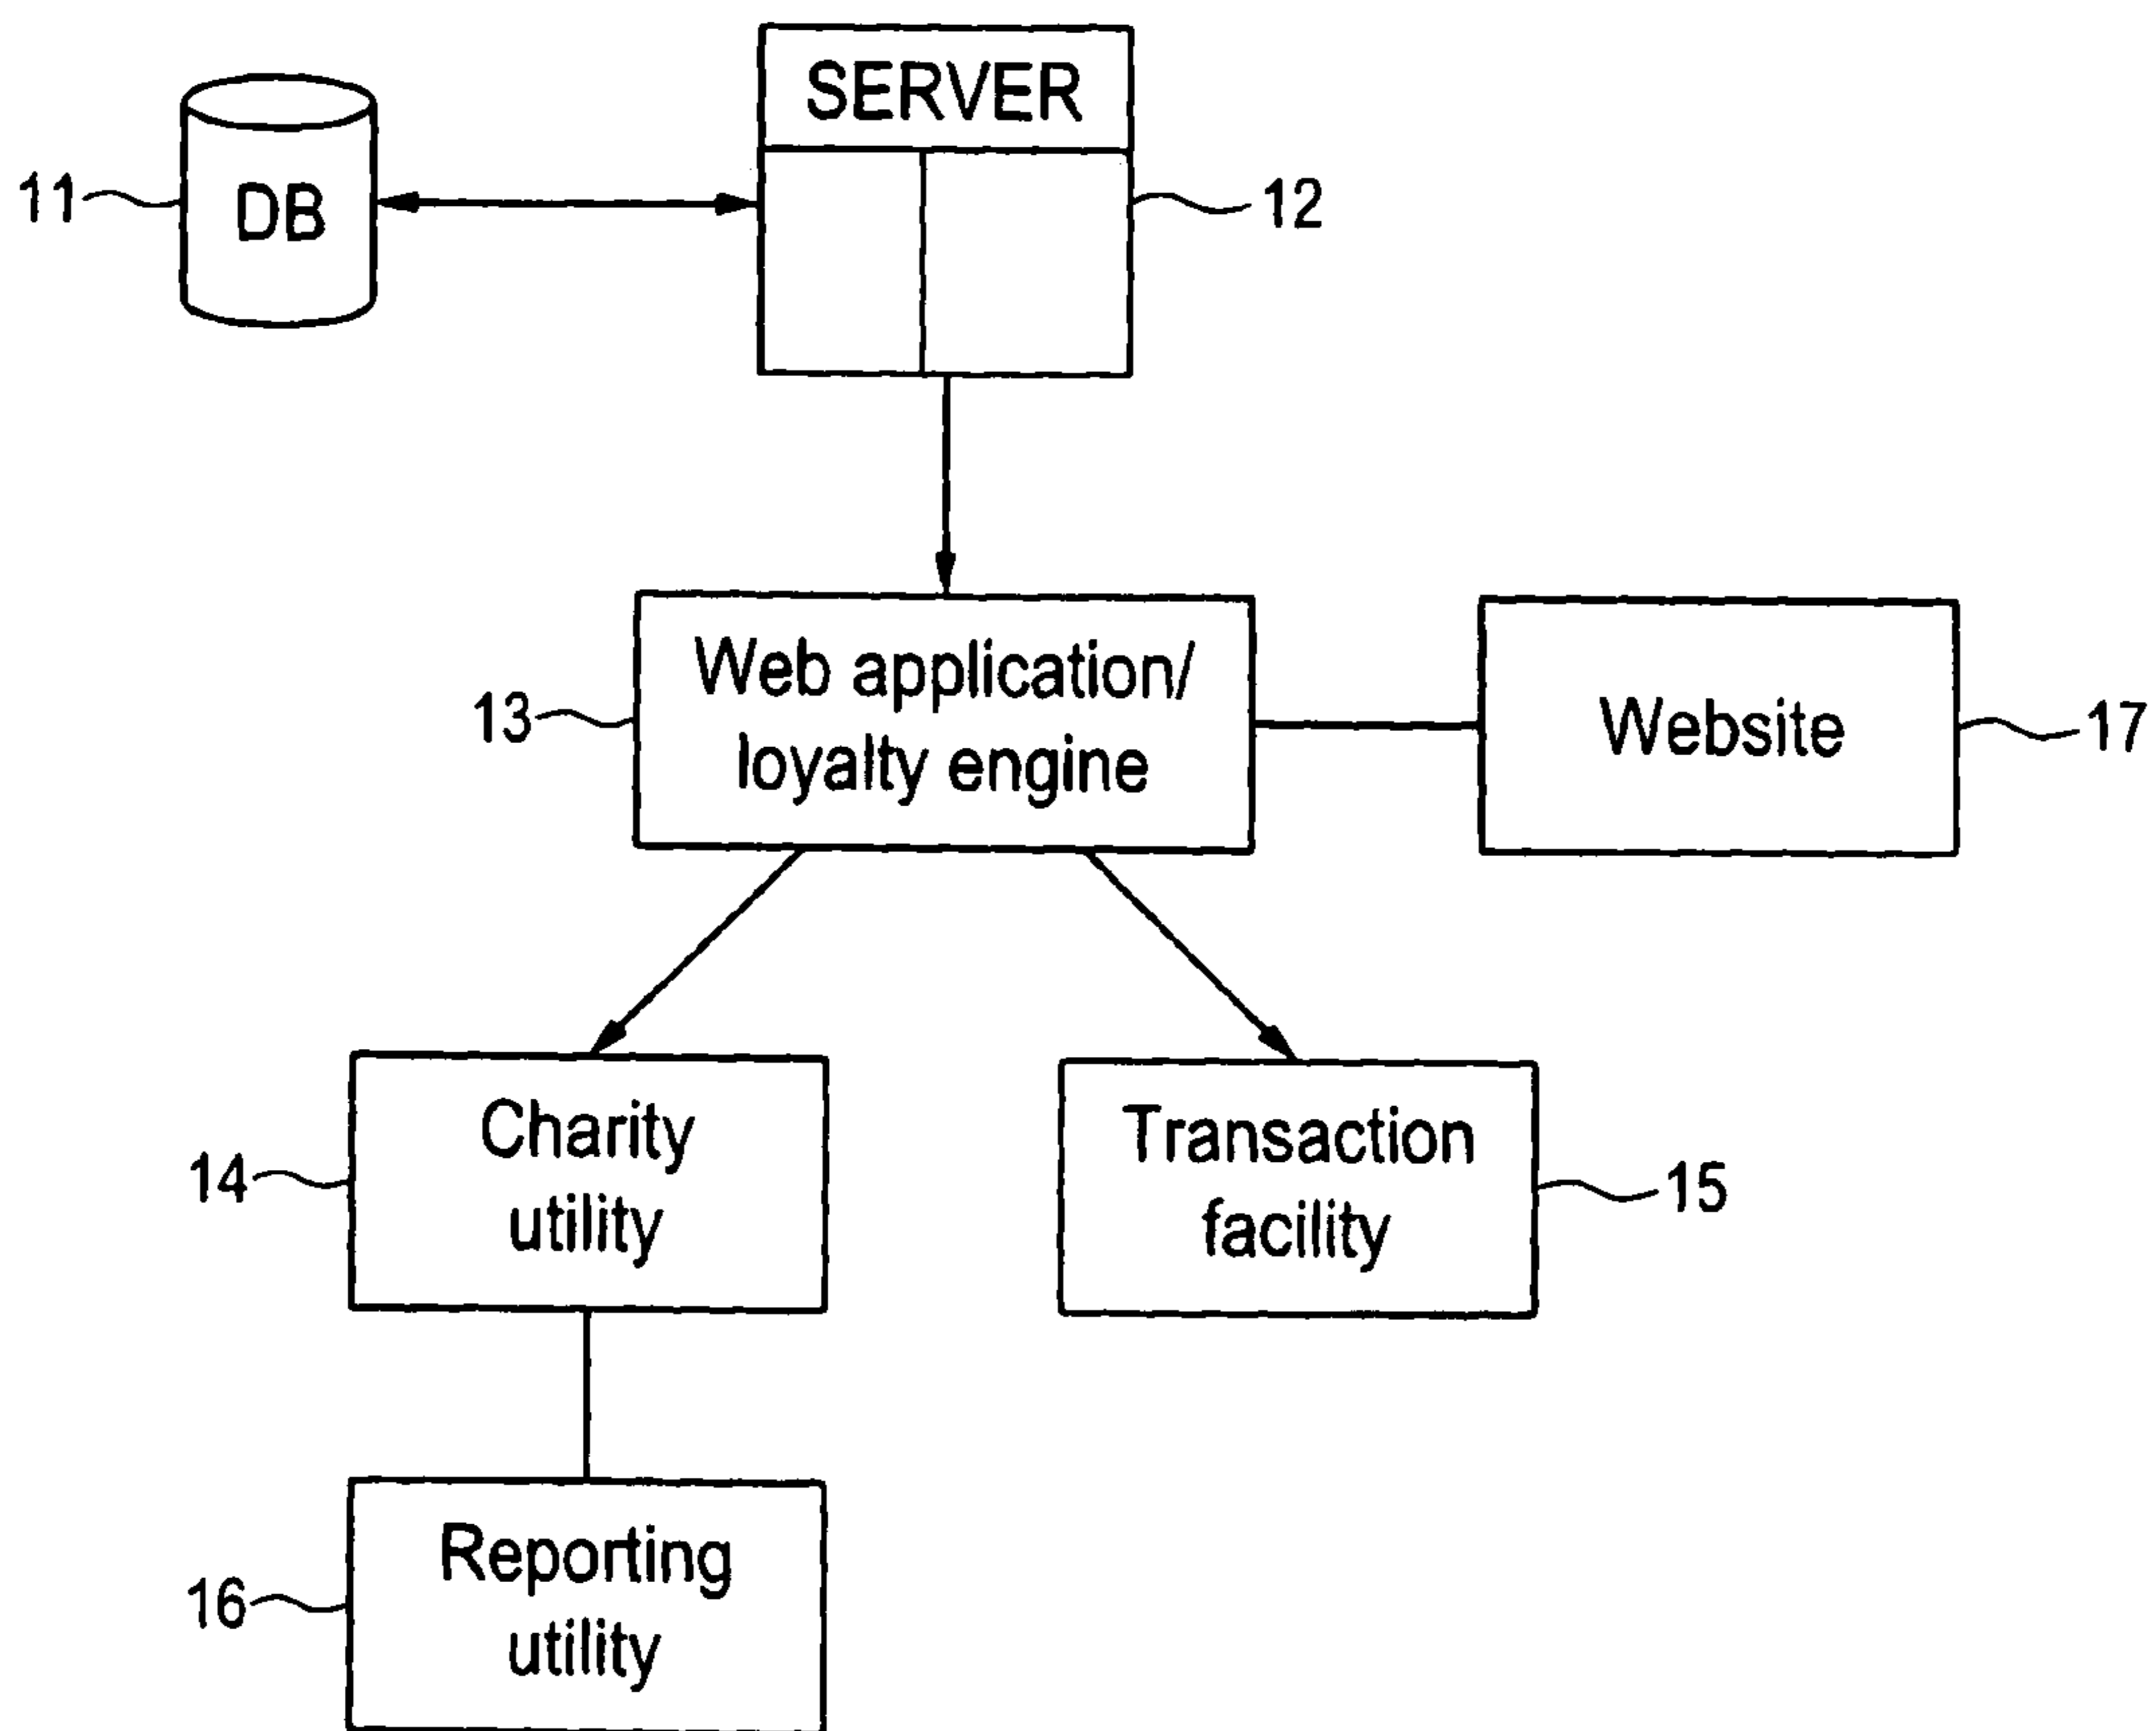 SERVER
11
DB
12
Web application/
loyalty engine
13
Website
17
Charity
utility
14
Transaction
facility
15
Reporting
utility
16